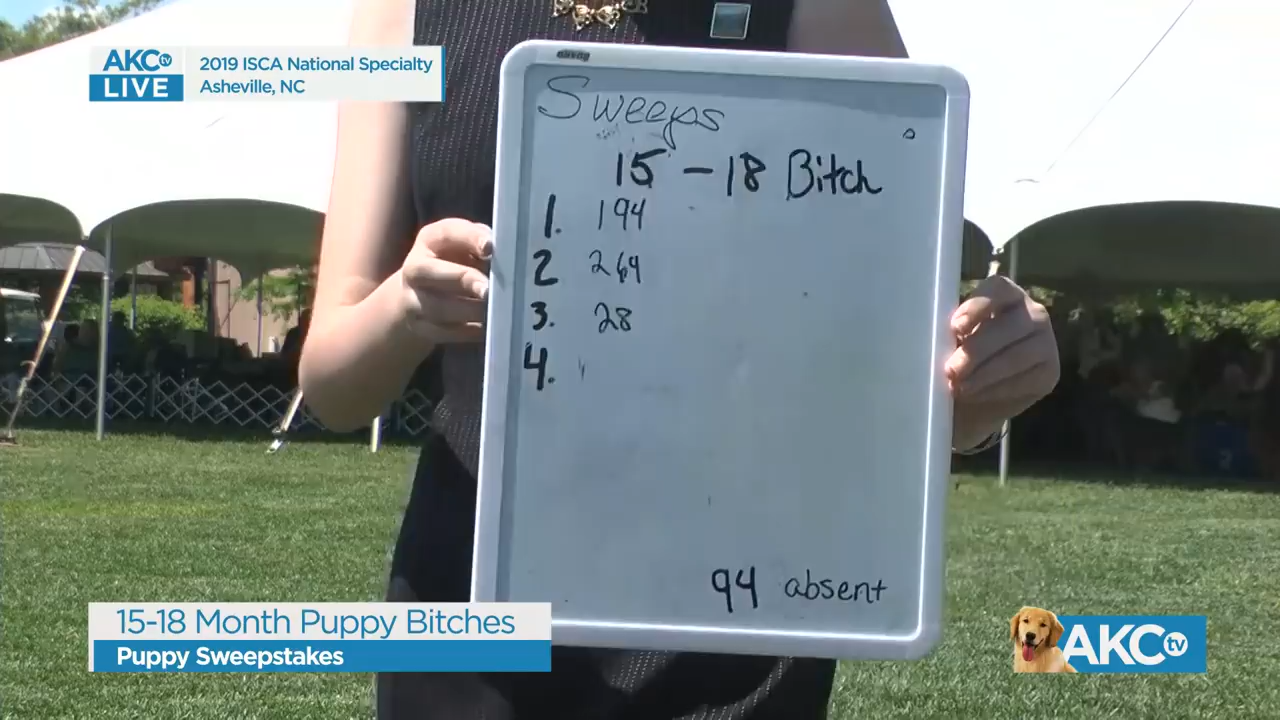 AKC tv
LIVE
2019 ISCA National Specialty
Asheville, NC
Sweeps
15 - 18 Bitch
1. 194
2 264
3. 28
4.
94 absent
15-18 Month Puppy Bitches
Puppy Sweepstakes
AKC tv